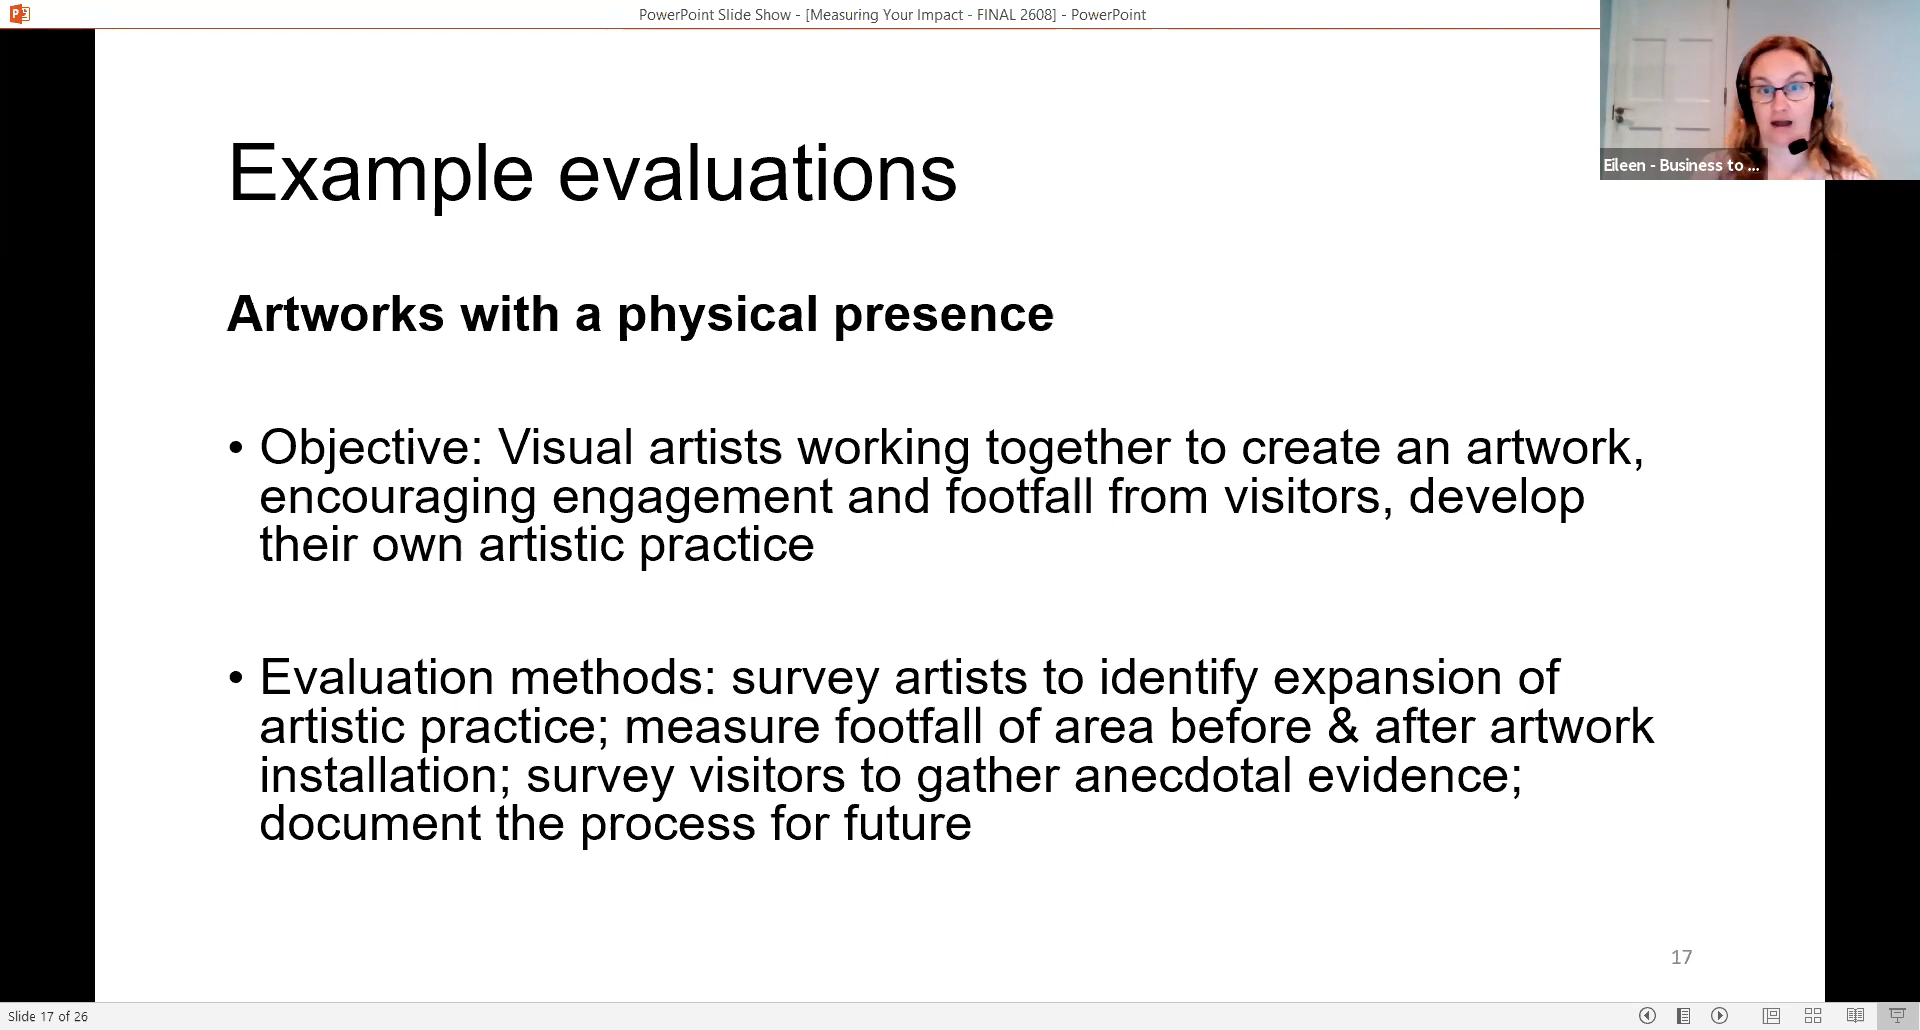 PowerPoint Slide Show - [Measuring Your Impact - FINAL 2608] - PowerPoint
Eileen - Business to ...
Example evaluations
Artworks with a physical presence
• Objective: Visual artists working together to create an artwork,
encouraging engagement and footfall from visitors, develop
their own artistic practice
• Evaluation methods: survey artists to identify expansion of
artistic practice; measure footfall of area before & after artwork
installation; survey visitors to gather anecdotal evidence;
document the process for future
17
Slide 17 of 26